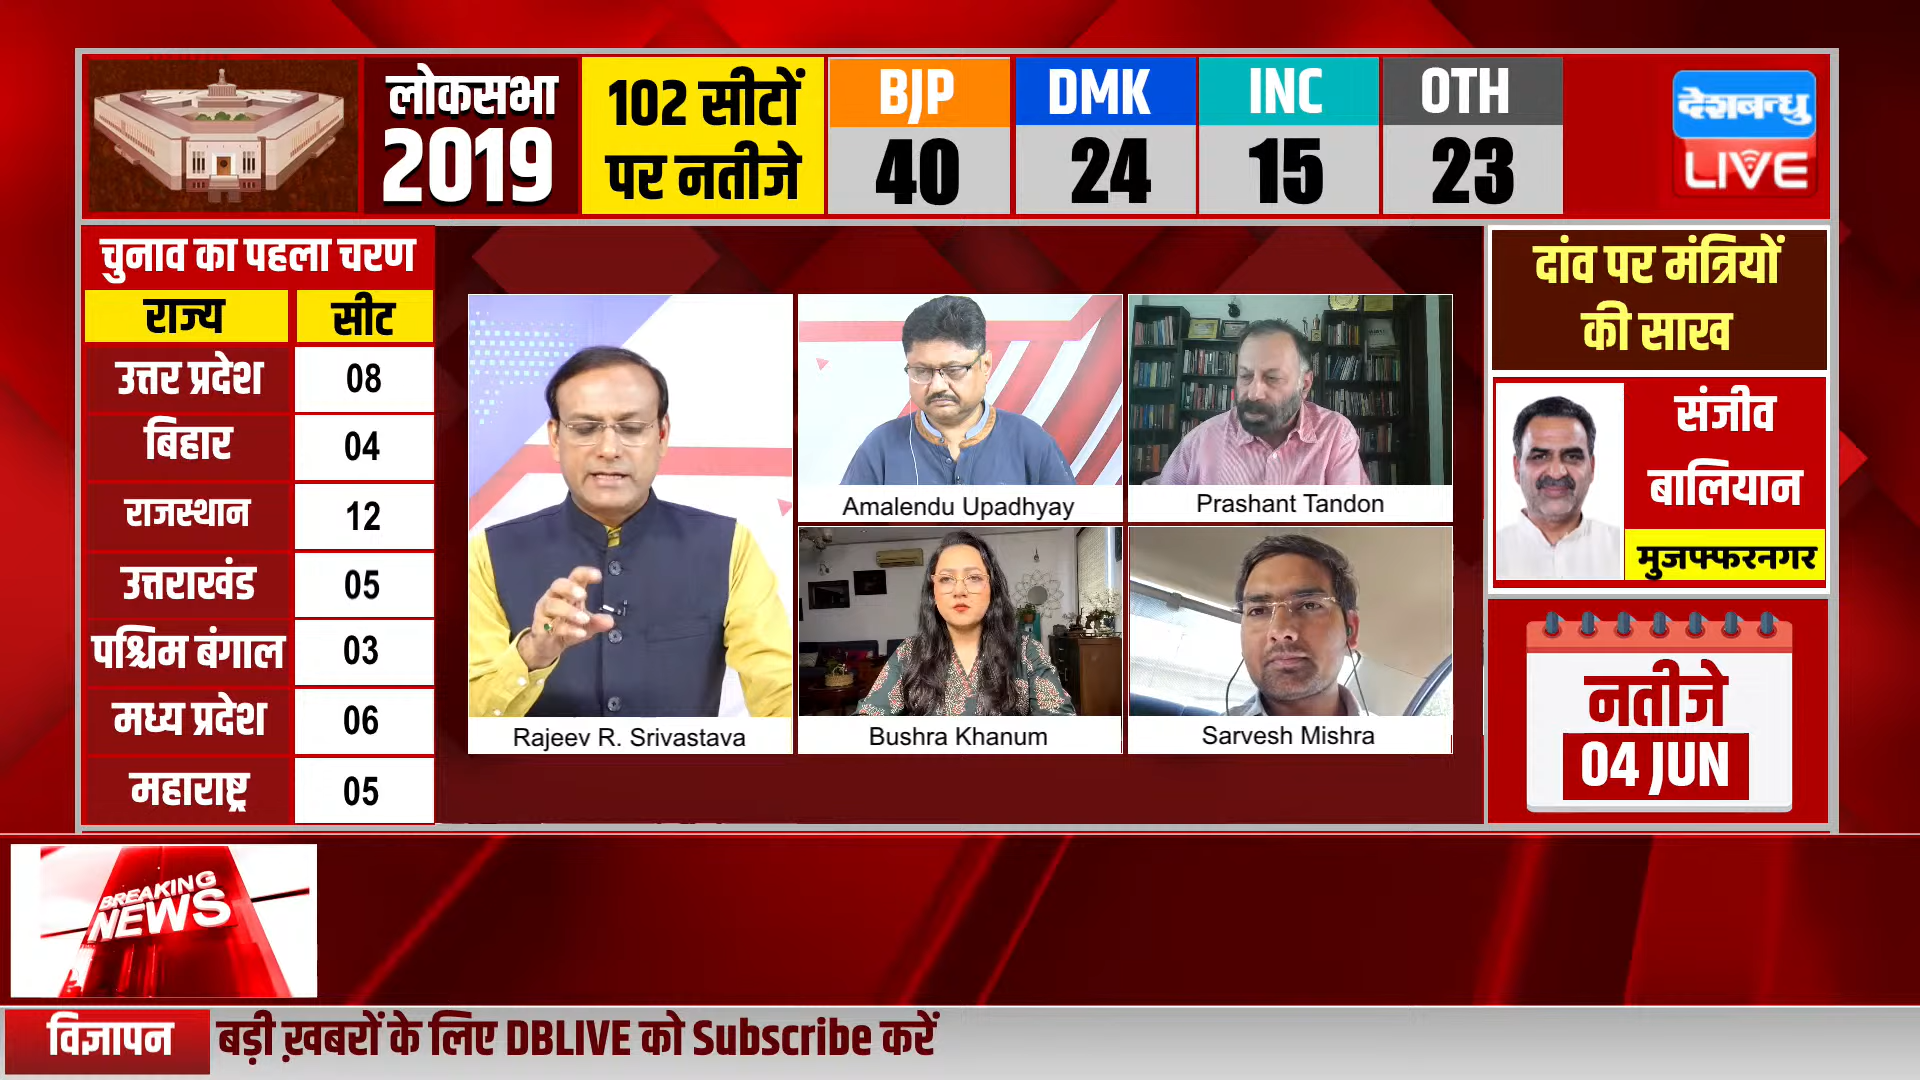 लोकसभा
2019
102 सीटों
पर नतीजे
BJP
40
DMK
24
INC
15
OTH
23
देशबन्धु
LIVE
चुनाव का पहला चरण
राज्य सीट
उत्तर प्रदेश 08
बिहार 04
राजस्थान 12
उत्तराखंड 05
पश्चिम बंगाल 03
मध्य प्रदेश 06
महाराष्ट्र 05
Rajeev R. Srivastava
Amalendu Upadhyay
Prashant Tandon
Bushra Khanum
Sarvesh Mishra
दांव पर मंत्रियों
की साख
संजीव
बालियान
मुजफ्फरनगर
नतीजे
04 JUN
BREAKING
NEWS
विज्ञापन
बड़ी ख़बरों के लिए DBLIVE को Subscribe करें